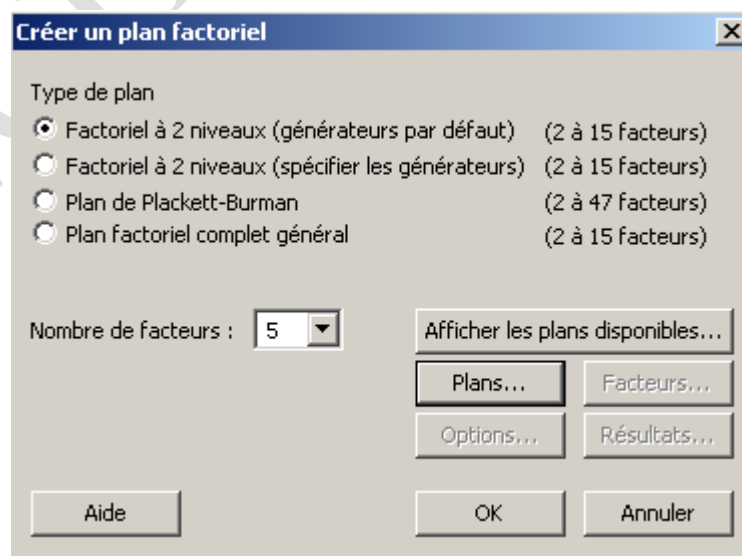 Créer un plan factoriel
Type de plan
Factoriel à 2 niveaux (générateurs par défaut) (2 à 15 facteurs)
Factoriel à 2 niveaux (spécifier les générateurs) (2 à 15 facteurs)
Plan de Plackett-Burman (2 à 47 facteurs)
Plan factoriel complet général (2 à 15 facteurs)
Nombre de facteurs : 5 Afficher les plans disponibles...
Plans... Facteurs...
Options... Résultats...
Aide OK Annuler